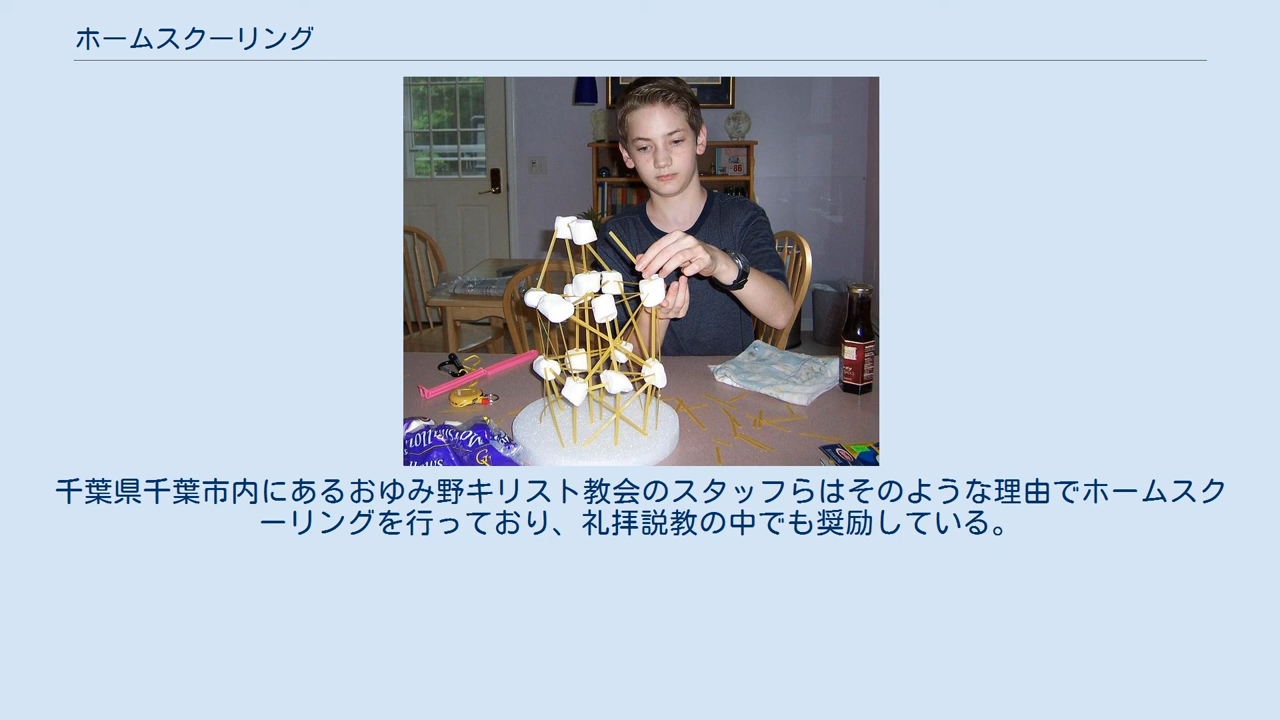 ホームスクーリング
86
千葉県千葉市内にあるおゆみ野キリスト教会のスタッフらはそのような理由でホームスク
ーリングを行っており、礼拝説教の中でも奨励している。